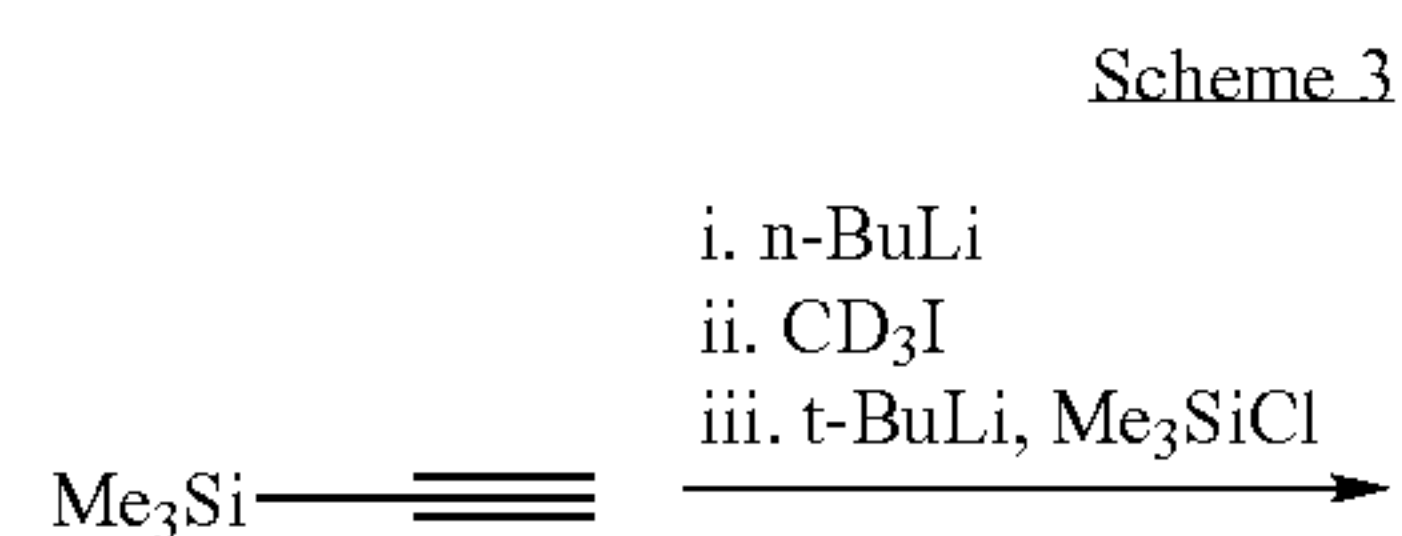 Scheme 3
i. n-BuLi
ii. CD₃I
iii. t-BuLi, Me₃SiCl
Me₃Si